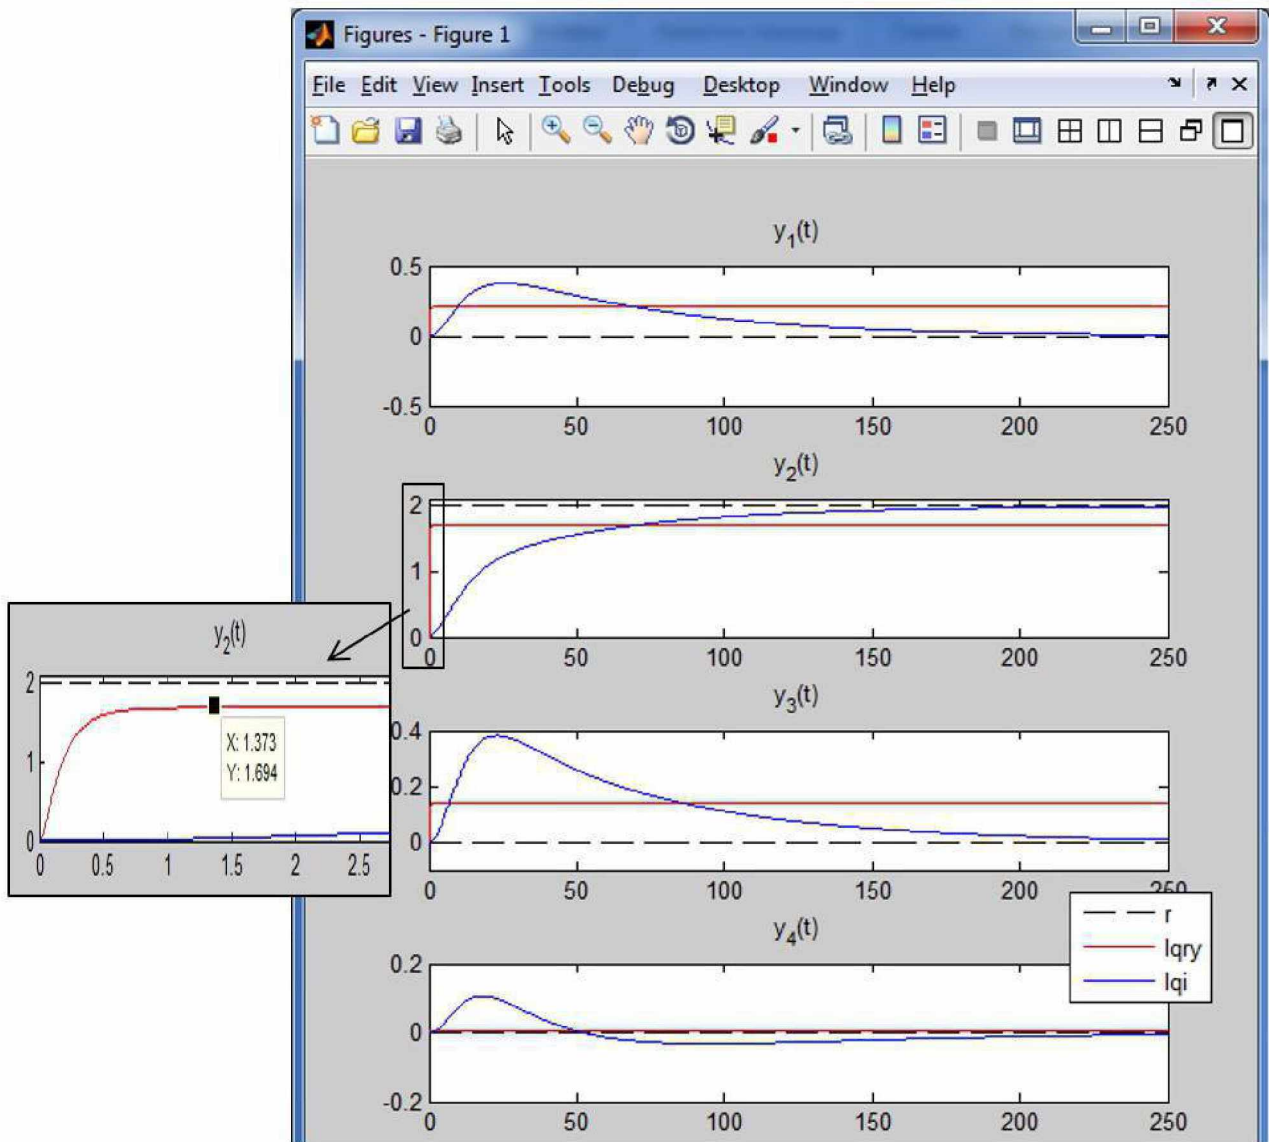 Figures - Figure 1
File Edit View Insert Tools Debug Desktop Window Help
y1(t)
0.5
0
-0.5
0 50 100 150 200 250
y2(t)
2
1
0
0 50 100 150 200 250
y2(t)
2
1
0
X: 1.373
Y: 1.694
0 0.5 1 1.5 2 2.5
y3(t)
0.4
0.2
0
0 50 100 150 200 250
r
lqry
lqi
y4(t)
0.2
0
-0.2
0 50 100 150 200 250